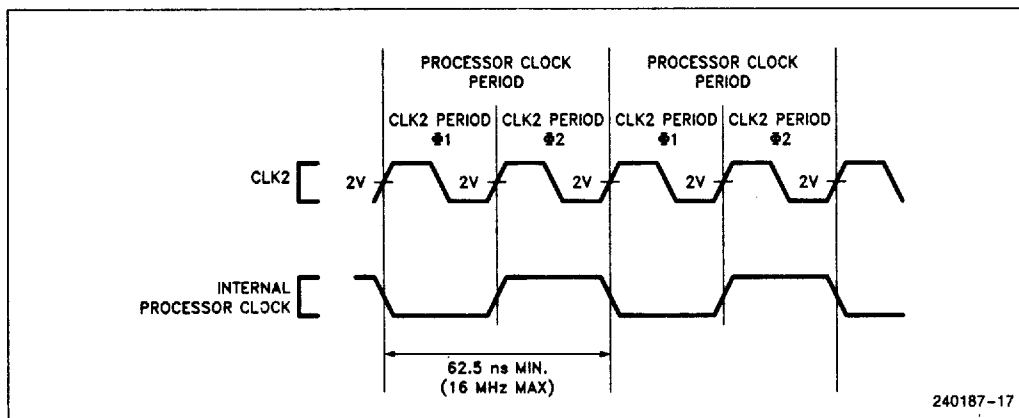 PROCESSOR CLOCK PERIOD
PROCESSOR CLOCK PERIOD
CLK2 PERIOD Φ1
CLK2 PERIOD Φ2
CLK2 PERIOD Φ1
CLK2 PERIOD Φ2
CLK2
2V
2V
2V
2V
2V
INTERNAL
PROCESSOR CLOCK
62.5 ns MIN.
(16 MHz MAX)
240187-17